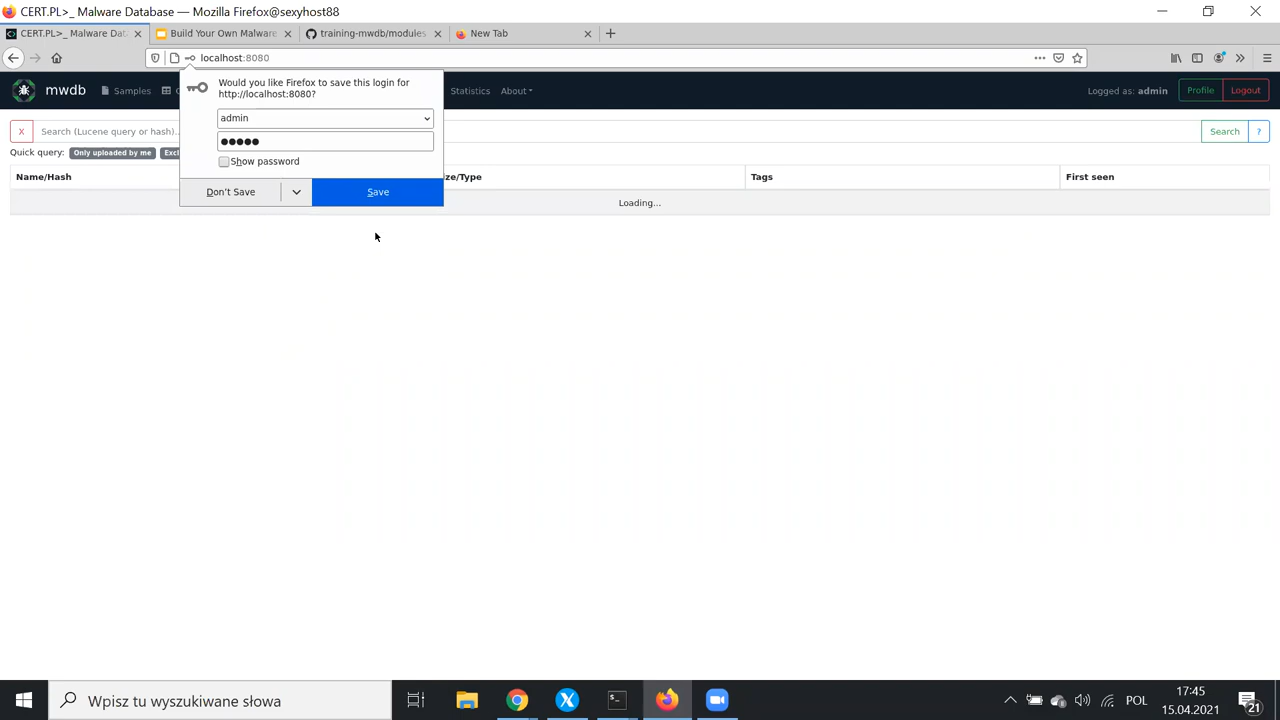 CERT.PL>_ Malware Database — Mozilla Firefox@sexyhost88
CERT.PL>_ Malware Dat
Build Your Own Malware
training-mwdb/modules
New Tab
localhost:8080
mwdb
Samples
Statistics
About
Logged as: admin
Profile
Logout
Would you like Firefox to save this login for
http://localhost:8080?
admin
●●●●●
Show password
Don't Save
Save
X
Search (Lucene query or hash)...
Search
?
Quick query:
Only uploaded by me
Name/Hash
Tags
First seen
Loading...
Wpisz tu wyszukiwane słowa
POL
17:45
15.04.2021
21